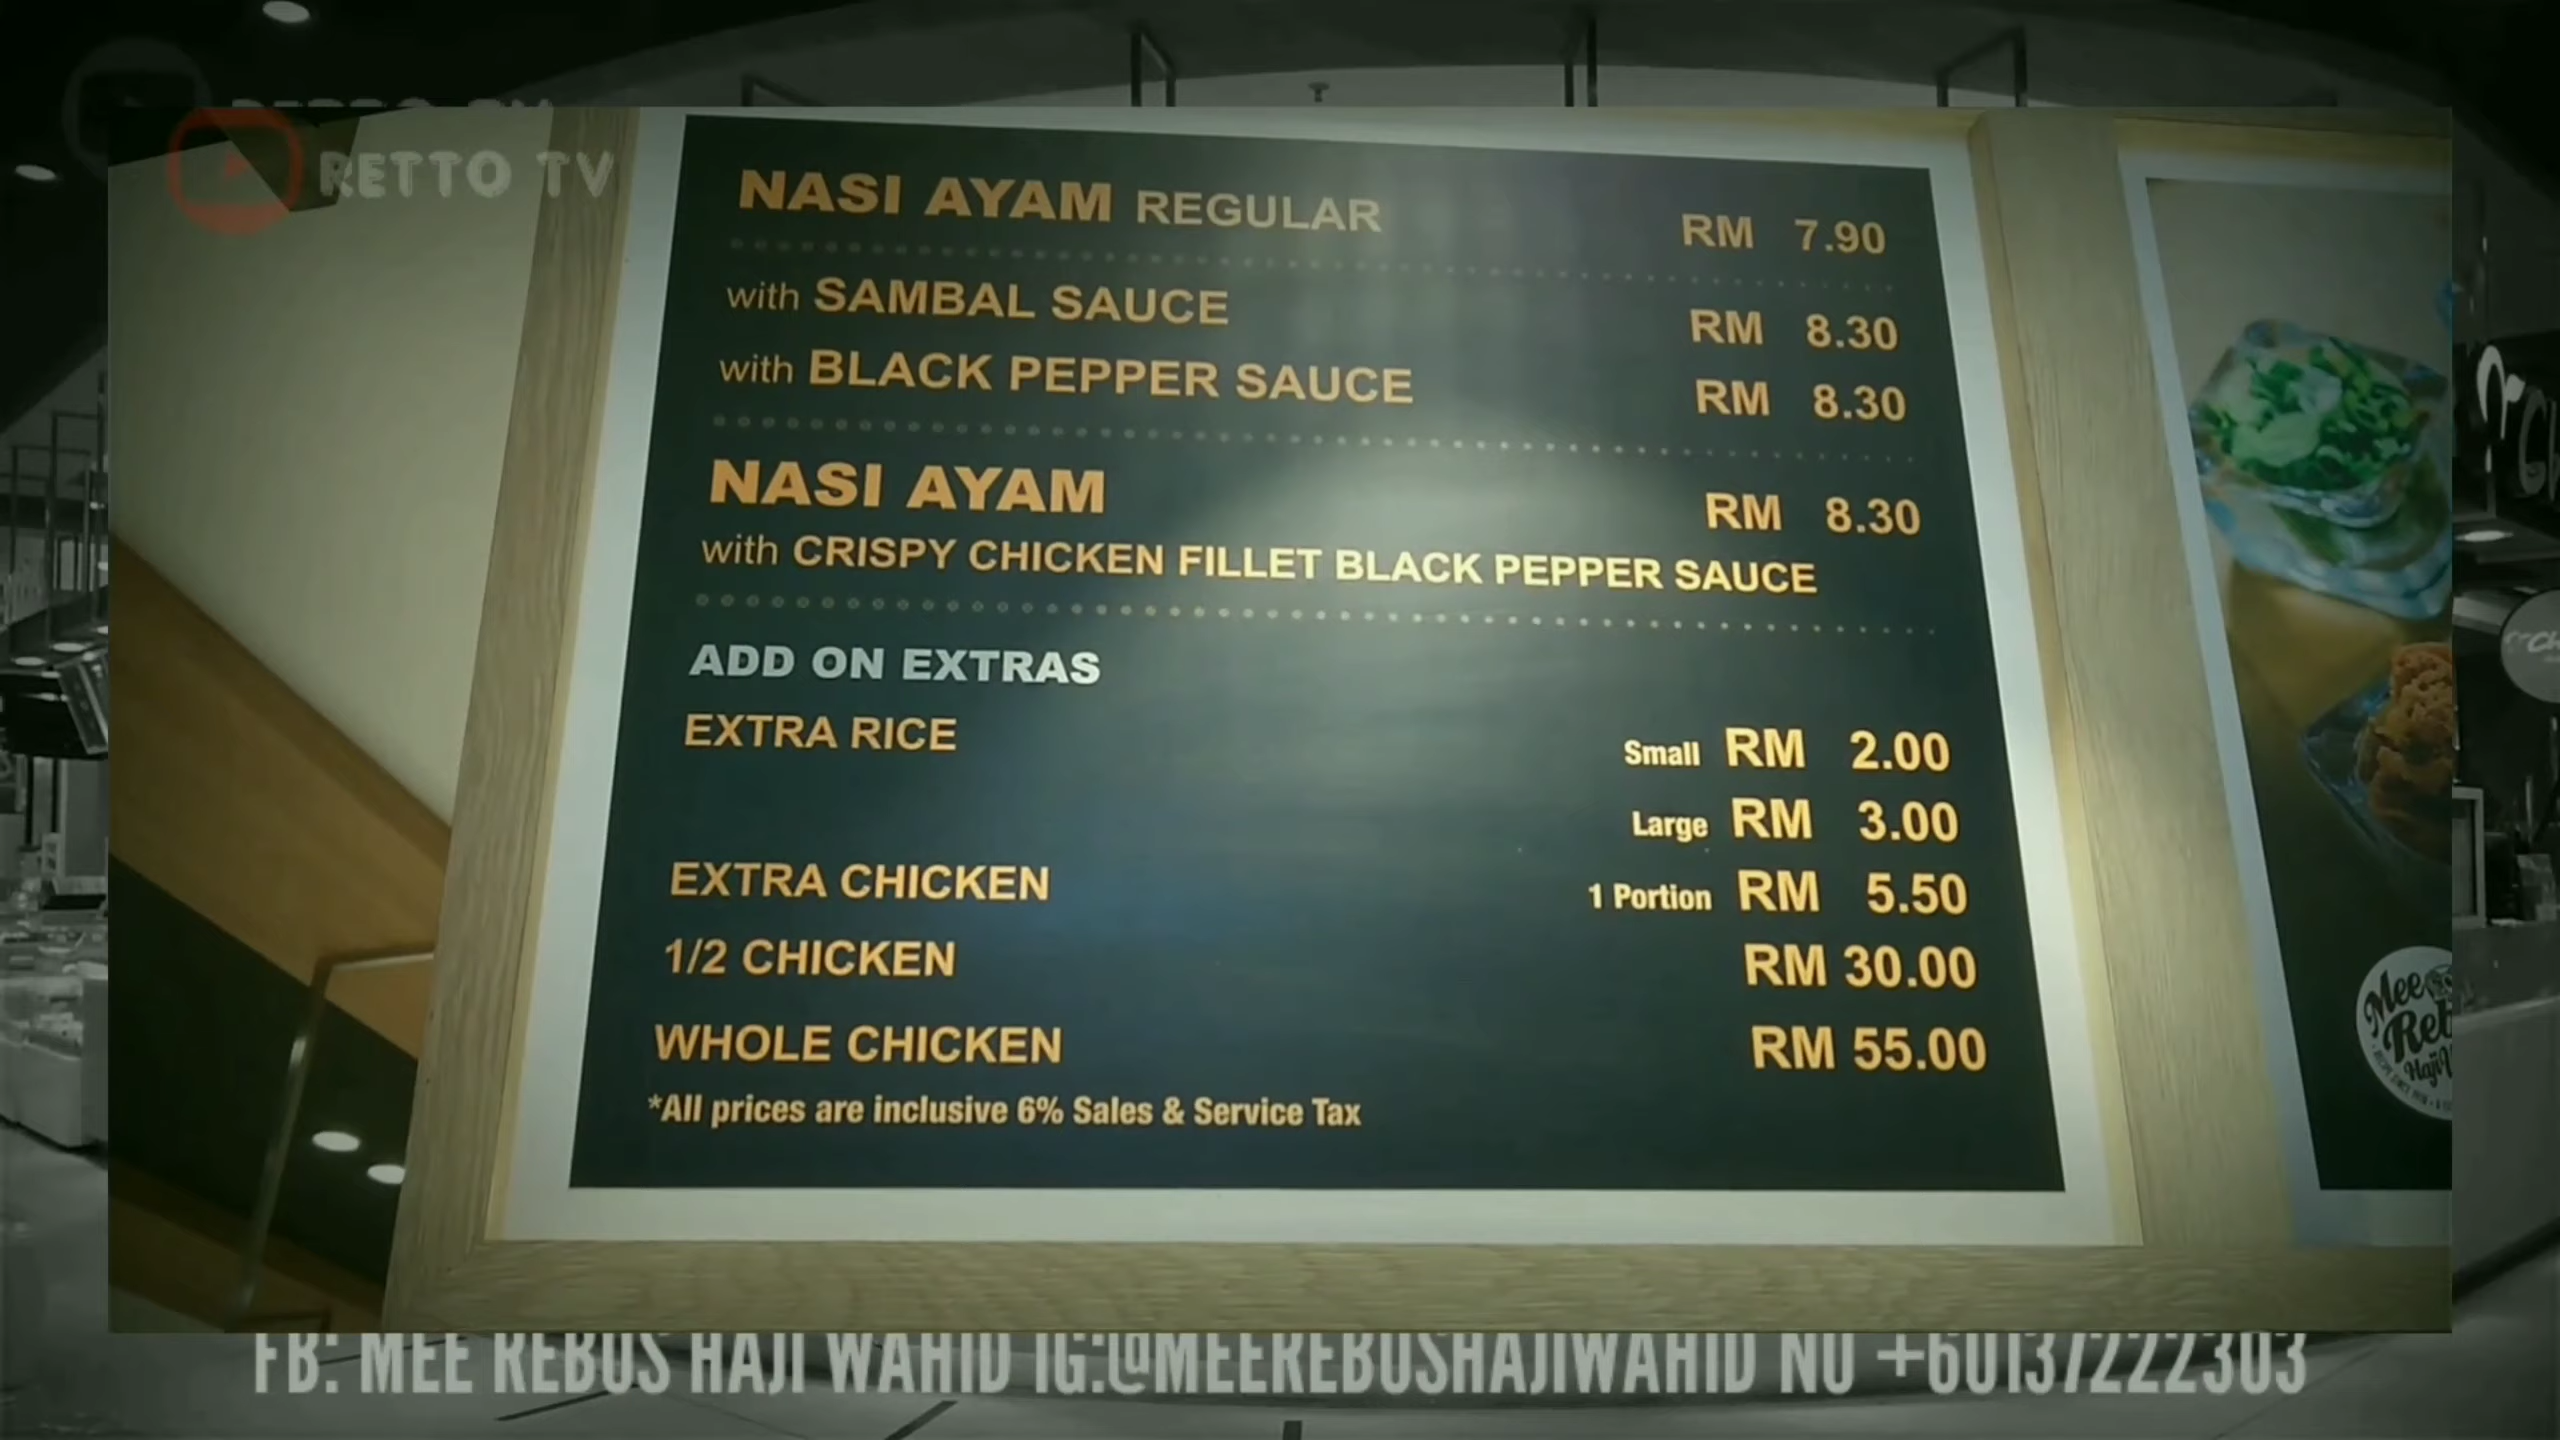 RETTO TV
NASI AYAM REGULAR RM 7.90
with SAMBAL SAUCE RM 8.30
with BLACK PEPPER SAUCE RM 8.30
NASI AYAM RM 8.30
with CRISPY CHICKEN FILLET BLACK PEPPER SAUCE
ADD ON EXTRAS
EXTRA RICE Small RM 2.00
Large RM 3.00
EXTRA CHICKEN 1 Portion RM 5.50
1/2 CHICKEN RM 30.00
WHOLE CHICKEN RM 55.00
*All prices are inclusive 6% Sales & Service Tax
Mee
FB: MEE REBUS HAJI WAHID IG:@MEEREBUSHAJIWAHID NO +60137222303